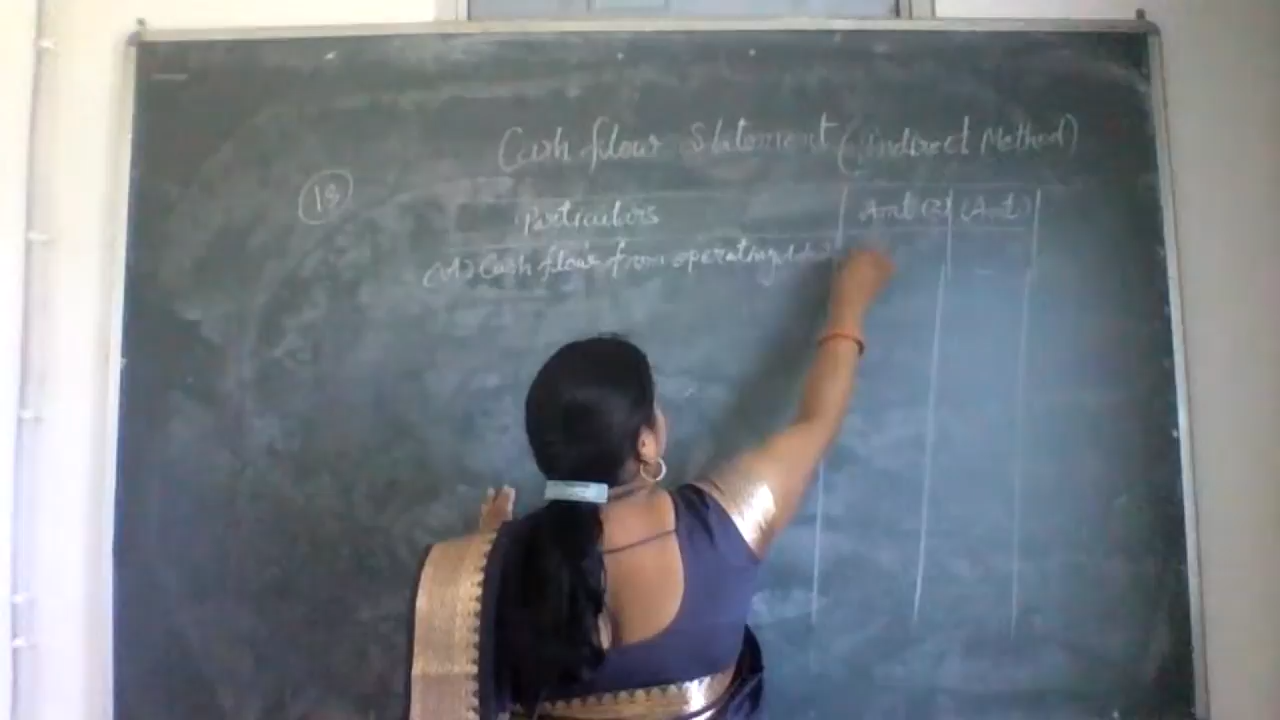 Cash flow Statement (Indirect Method)
18
Particulars Amt (₹) (Amt)
(A) Cash flow from operating